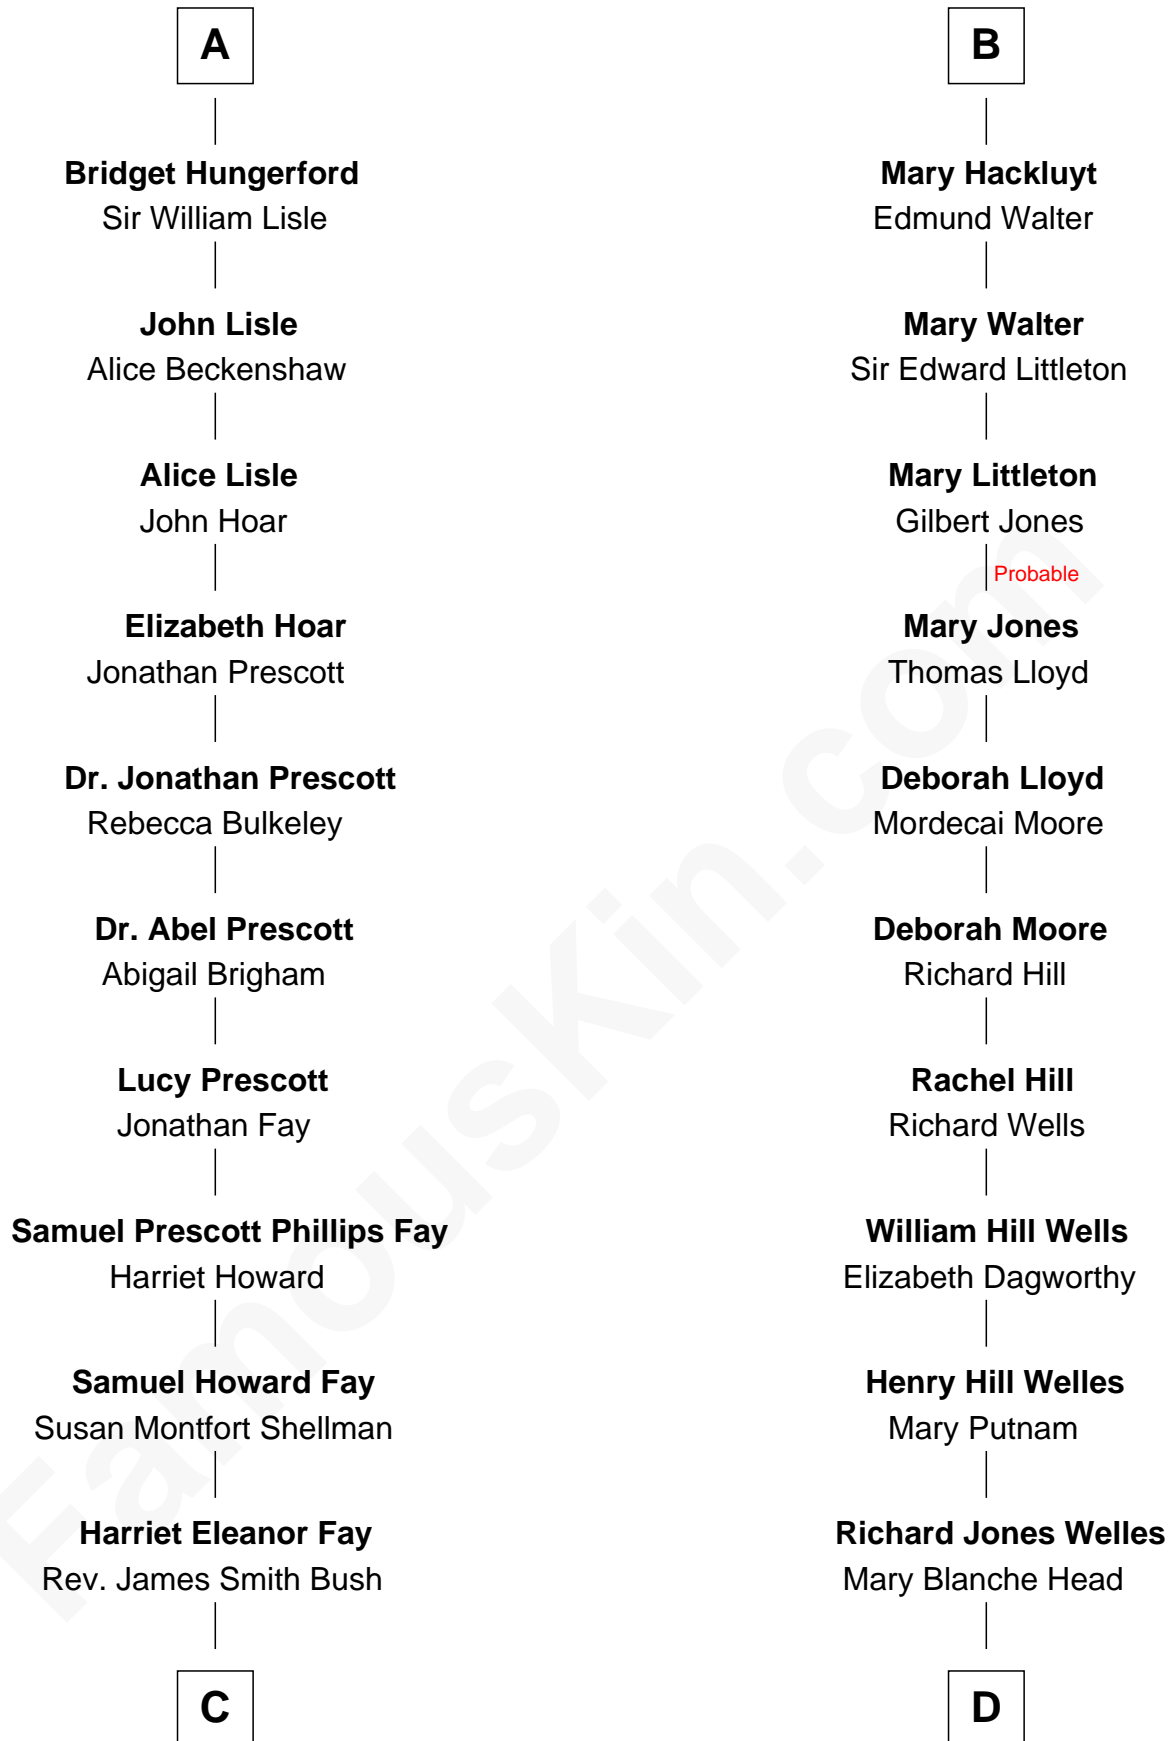 A
Bridget Hungerford
Sir William Lisle
John Lisle
Alice Beckenshaw
Alice Lisle
John Hoar
Elizabeth Hoar
Jonathan Prescott
Dr. Jonathan Prescott
Rebecca Bulkeley
Dr. Abel Prescott
Abigail Brigham
Lucy Prescott
Jonathan Fay
Samuel Prescott Phillips Fay
Harriet Howard
Samuel Howard Fay
Susan Montfort Shellman
Harriet Eleanor Fay
Rev. James Smith Bush
C
B
Mary Hackluyt
Edmund Walter
Mary Walter
Sir Edward Littleton
Mary Littleton
Gilbert Jones
Probable
Mary Jones
Thomas Lloyd
Deborah Lloyd
Mordecai Moore
Deborah Moore
Richard Hill
Rachel Hill
Richard Wells
William Hill Wells
Elizabeth Dagworthy
Henry Hill Welles
Mary Putnam
Richard Jones Welles
Mary Blanche Head
D
FamousKin.com